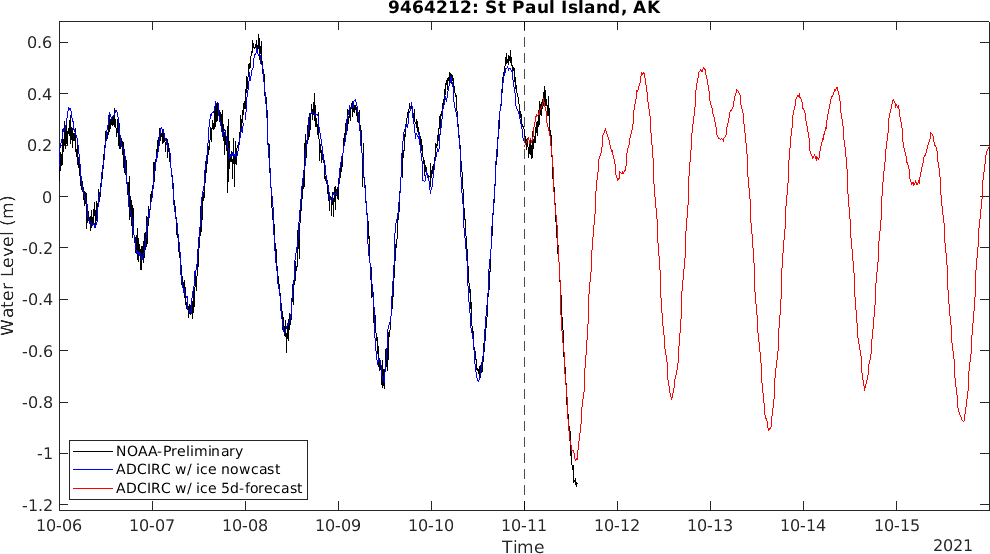 9464212: St Paul Island, AK
Water Level (m)
0.6
0.4
0.2
0
-0.2
-0.4
-0.6
-0.8
-1
-1.2
NOAA-Preliminary
ADCIRC w/ ice nowcast
ADCIRC w/ ice 5d-forecast
10-06 10-07 10-08 10-09 10-10 10-11 10-12 10-13 10-14 10-15
Time
2021